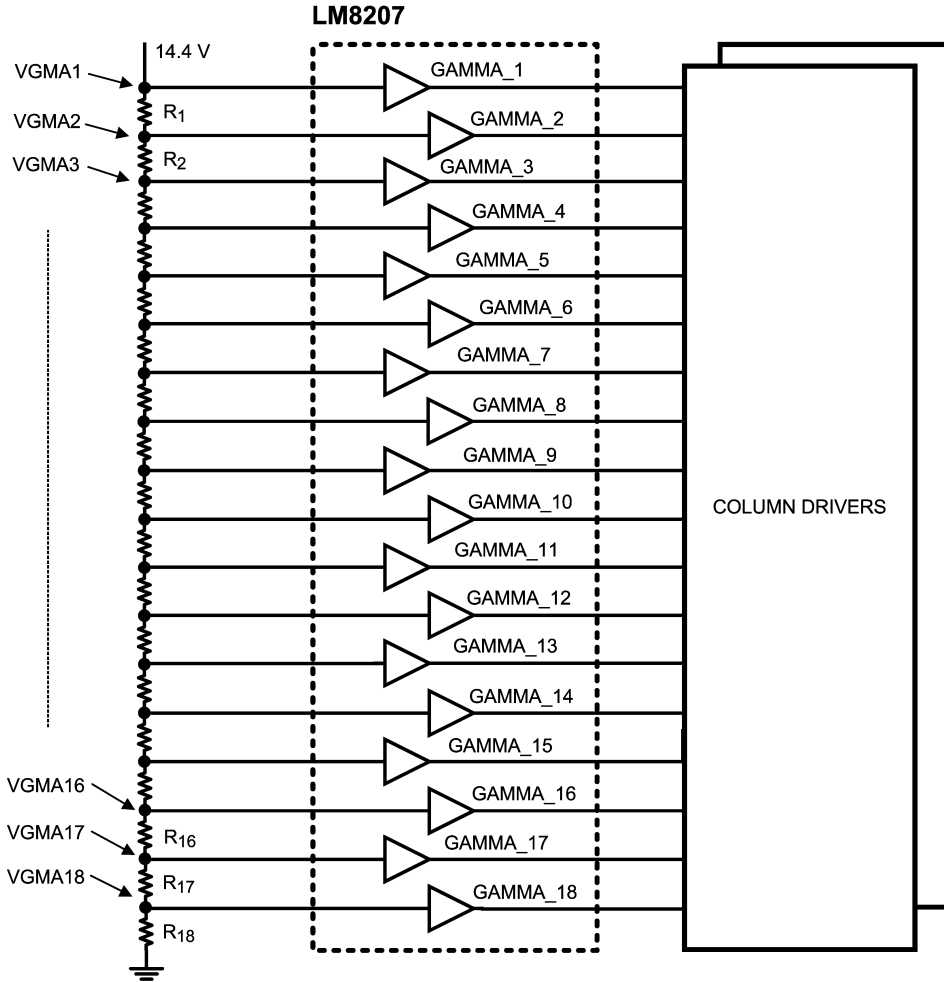 LM8207
14.4 V
VGMA1
GAMMA_1
R1
VGMA2
GAMMA_2
R2
VGMA3
GAMMA_3
GAMMA_4
GAMMA_5
GAMMA_6
GAMMA_7
GAMMA_8
GAMMA_9
GAMMA_10
COLUMN DRIVERS
GAMMA_11
GAMMA_12
GAMMA_13
GAMMA_14
GAMMA_15
VGMA16
GAMMA_16
R16
VGMA17
GAMMA_17
VGMA18
R17
GAMMA_18
R18